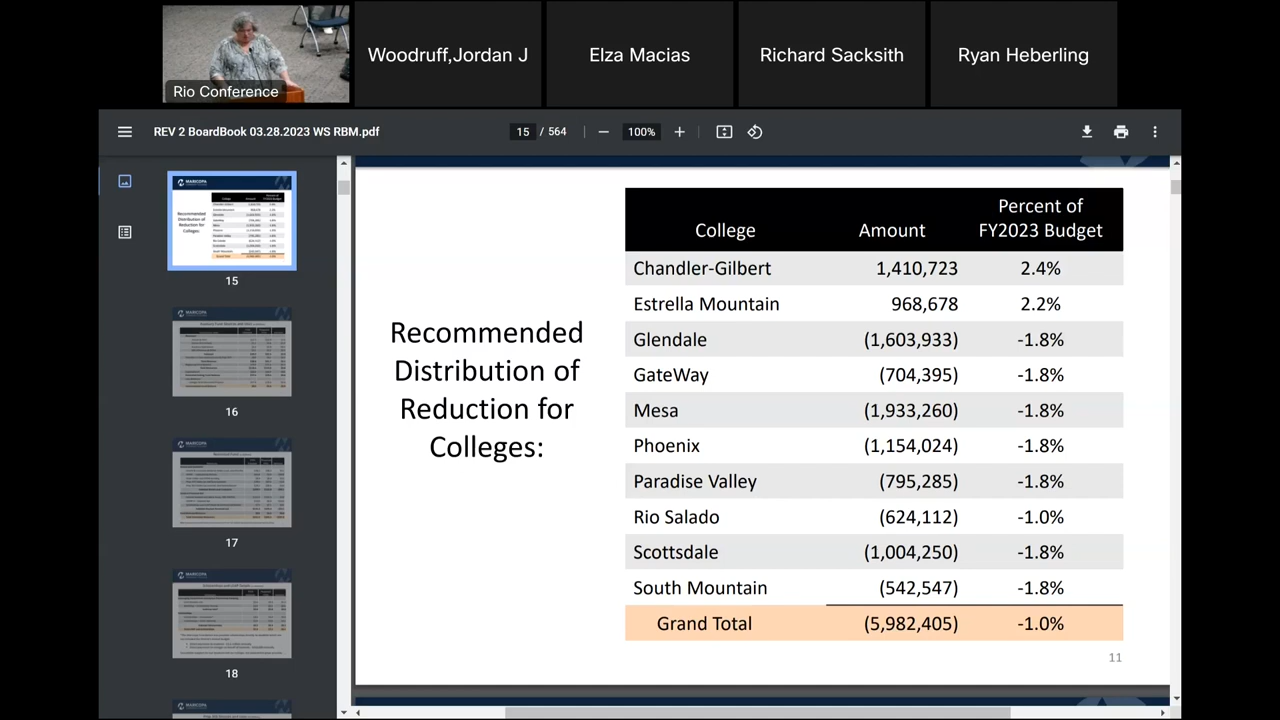 Rio Conference
Woodruff,Jordan J
Elza Macias
Richard Sacksith
Ryan Heberling
REV 2 BoardBook 03.28.2023 WS RBM.pdf
15 / 564
100%
15
16
17
18
Recommended
Distribution of
Reduction for
Colleges:
College Amount Percent of FY2023 Budget
Chandler-Gilbert 1,410,723 2.4%
Estrella Mountain 968,678 2.2%
Glendale (1,603,933) -1.8%
GateWay (704,395) -1.8%
Mesa (1,933,260) -1.8%
Phoenix (1,134,024) -1.8%
Paradise Valley (795,285) -1.8%
Rio Salado (624,112) -1.0%
Scottsdale (1,004,250) -1.8%
South Mountain (562,547) -1.8%
Grand Total (5,982,405) -1.0%
11